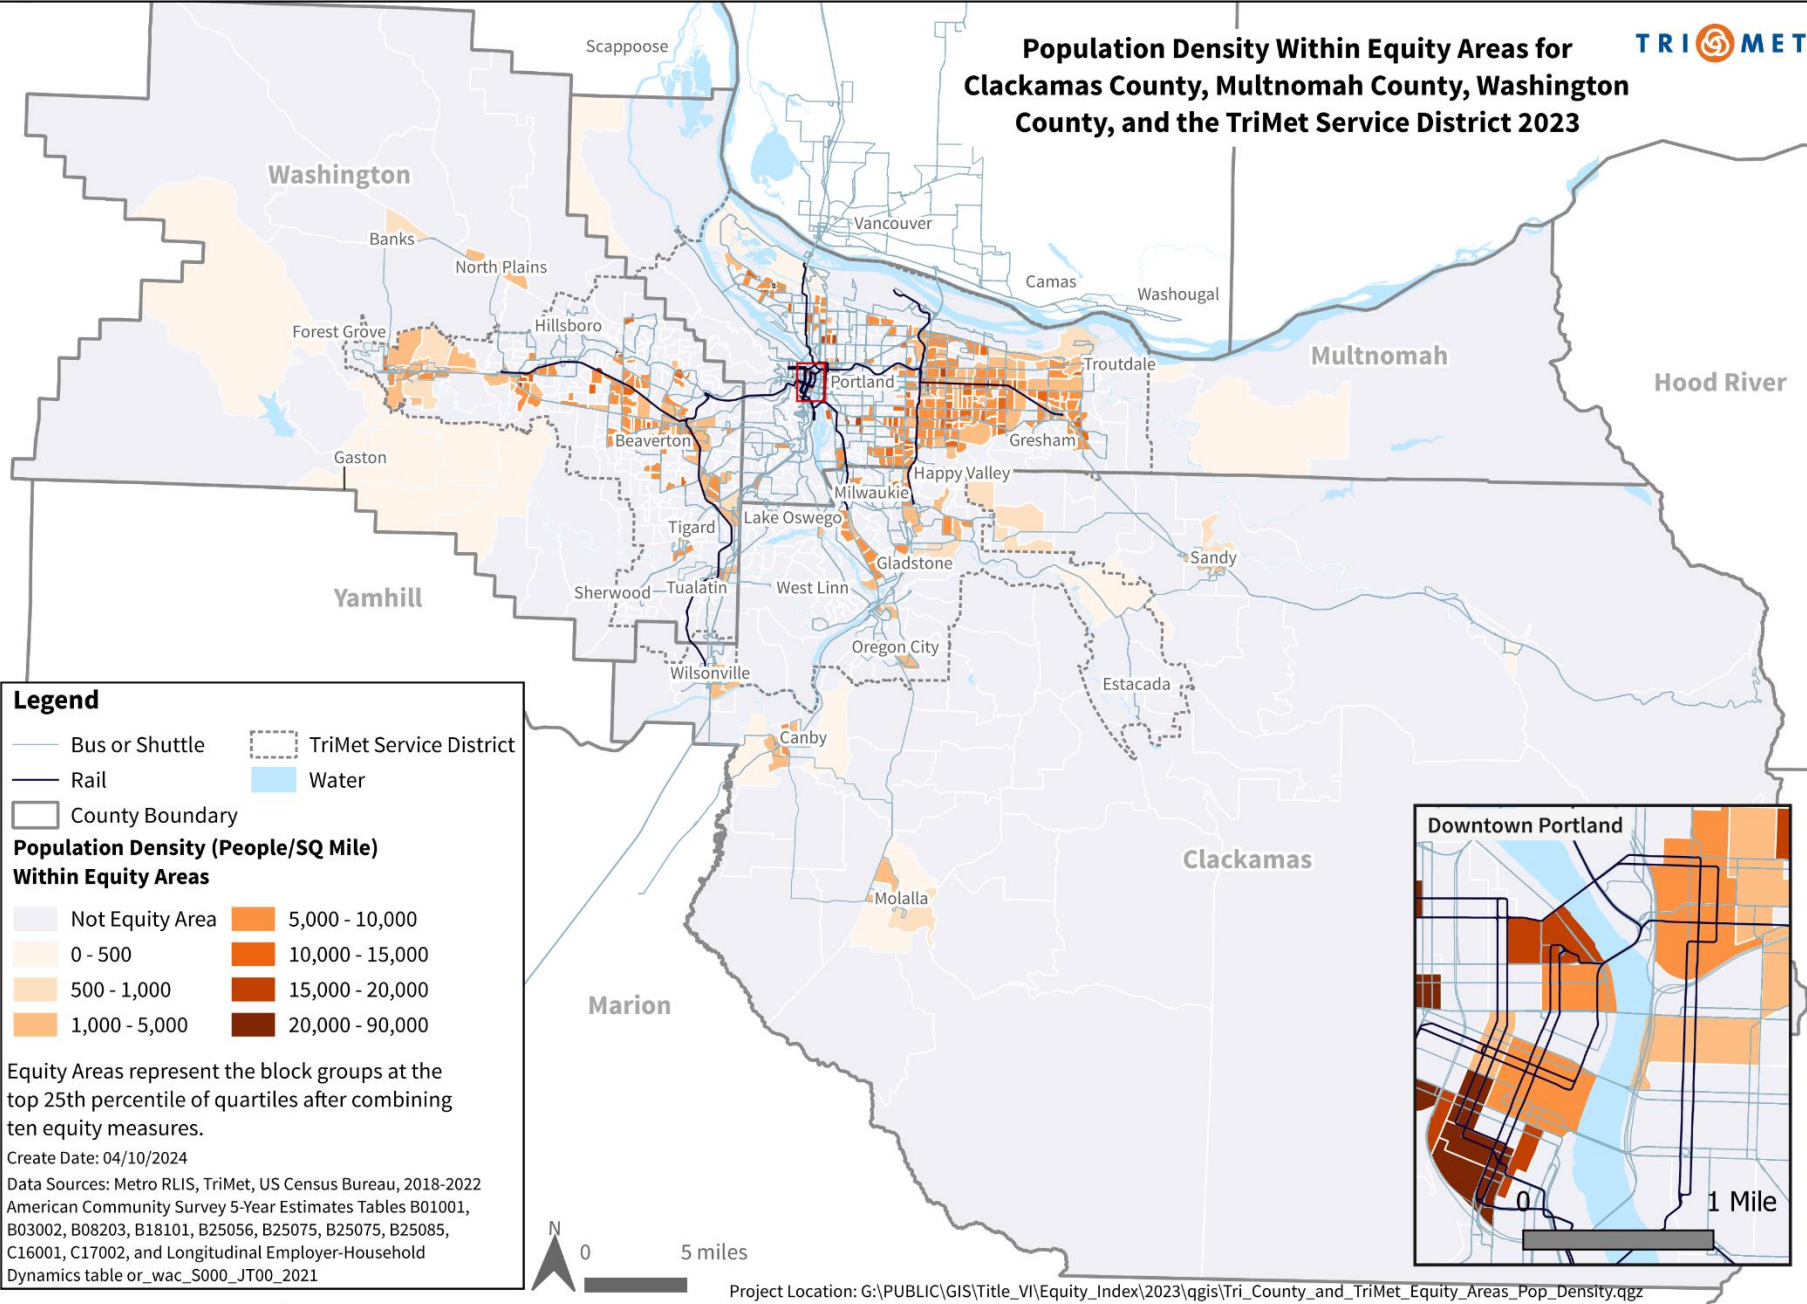 Population Density Within Equity Areas for
Clackamas County, Multnomah County, Washington
County, and the TriMet Service District 2023
TRI MET
Scappoose
Washington
Vancouver
Banks
North Plains
Camas
Washougal
Forest Grove
Hillsboro
Multnomah
Troutdale
Portland
Hood River
Beaverton
Gresham
Gaston
Happy Valley
Milwaukie
Lake Oswego
Tigard
Gladstone
Sandy
Yamhill
Sherwood
Tualatin
West Linn
Oregon City
Wilsonville
Estacada
Canby
Clackamas
Molalla
Marion
Legend
Bus or Shuttle
TriMet Service District
Rail
Water
County Boundary
Population Density (People/SQ Mile)
Within Equity Areas
Not Equity Area
5,000 - 10,000
0 - 500
10,000 - 15,000
500 - 1,000
15,000 - 20,000
1,000 - 5,000
20,000 - 90,000
Equity Areas represent the block groups at the
top 25th percentile of quartiles after combining
ten equity measures.
Create Date: 04/10/2024
Data Sources: Metro RLIS, TriMet, US Census Bureau, 2018-2022
American Community Survey 5-Year Estimates Tables B01001,
B03002, B08203, B18101, B25056, B25075, B25075, B25085,
C16001, C17002, and Longitudinal Employer-Household
Dynamics table or_wac_S000_JT00_2021
N
0 5 miles
Downtown Portland
0 1 Mile
Project Location: G:\PUBLIC\GIS\Title_VI\Equity_Index\2023\qgis\Tri_County_and_TriMet_Equity_Areas_Pop_Density.qgz